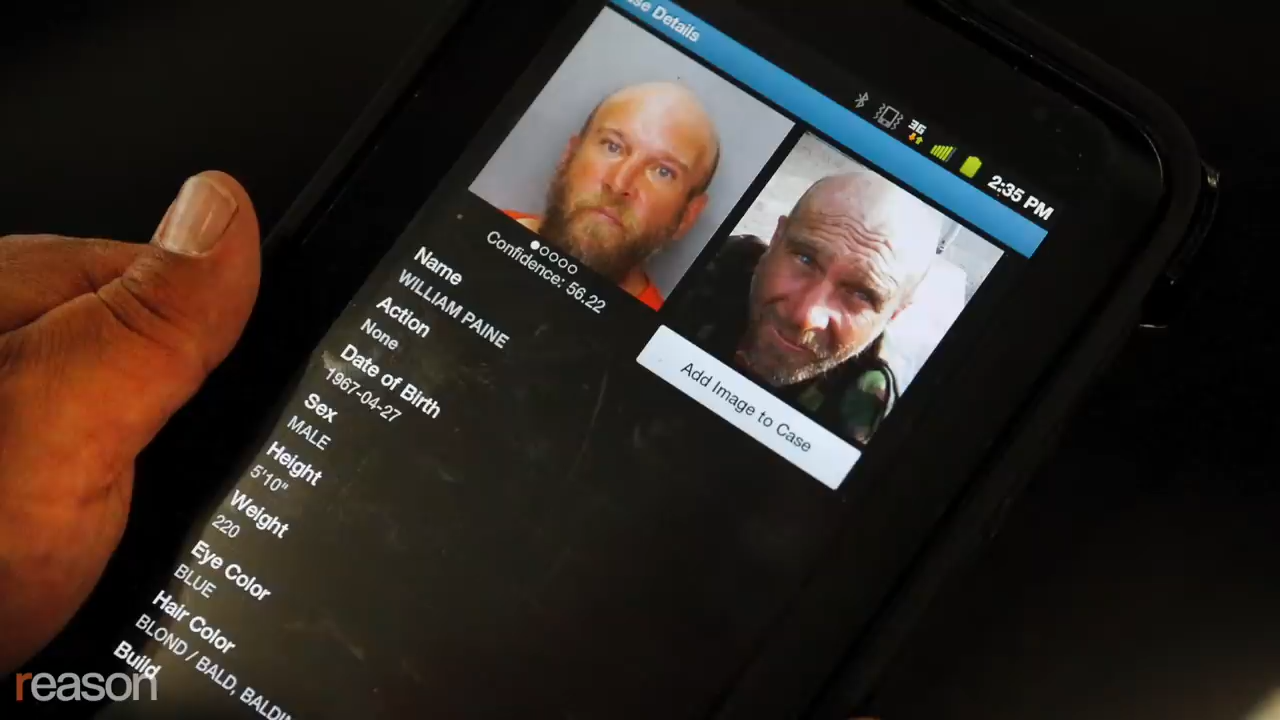 se Details
3G
2:35 PM
Confidence: 56.22
Add Image to Case
Name
WILLIAM PAINE
Action
None
Date of Birth
1967-04-27
Sex
MALE
Height
5'10"
Weight
220
Eye Color
BLUE
Hair Color
BLOND / BALD, BALDIN
Build
reason